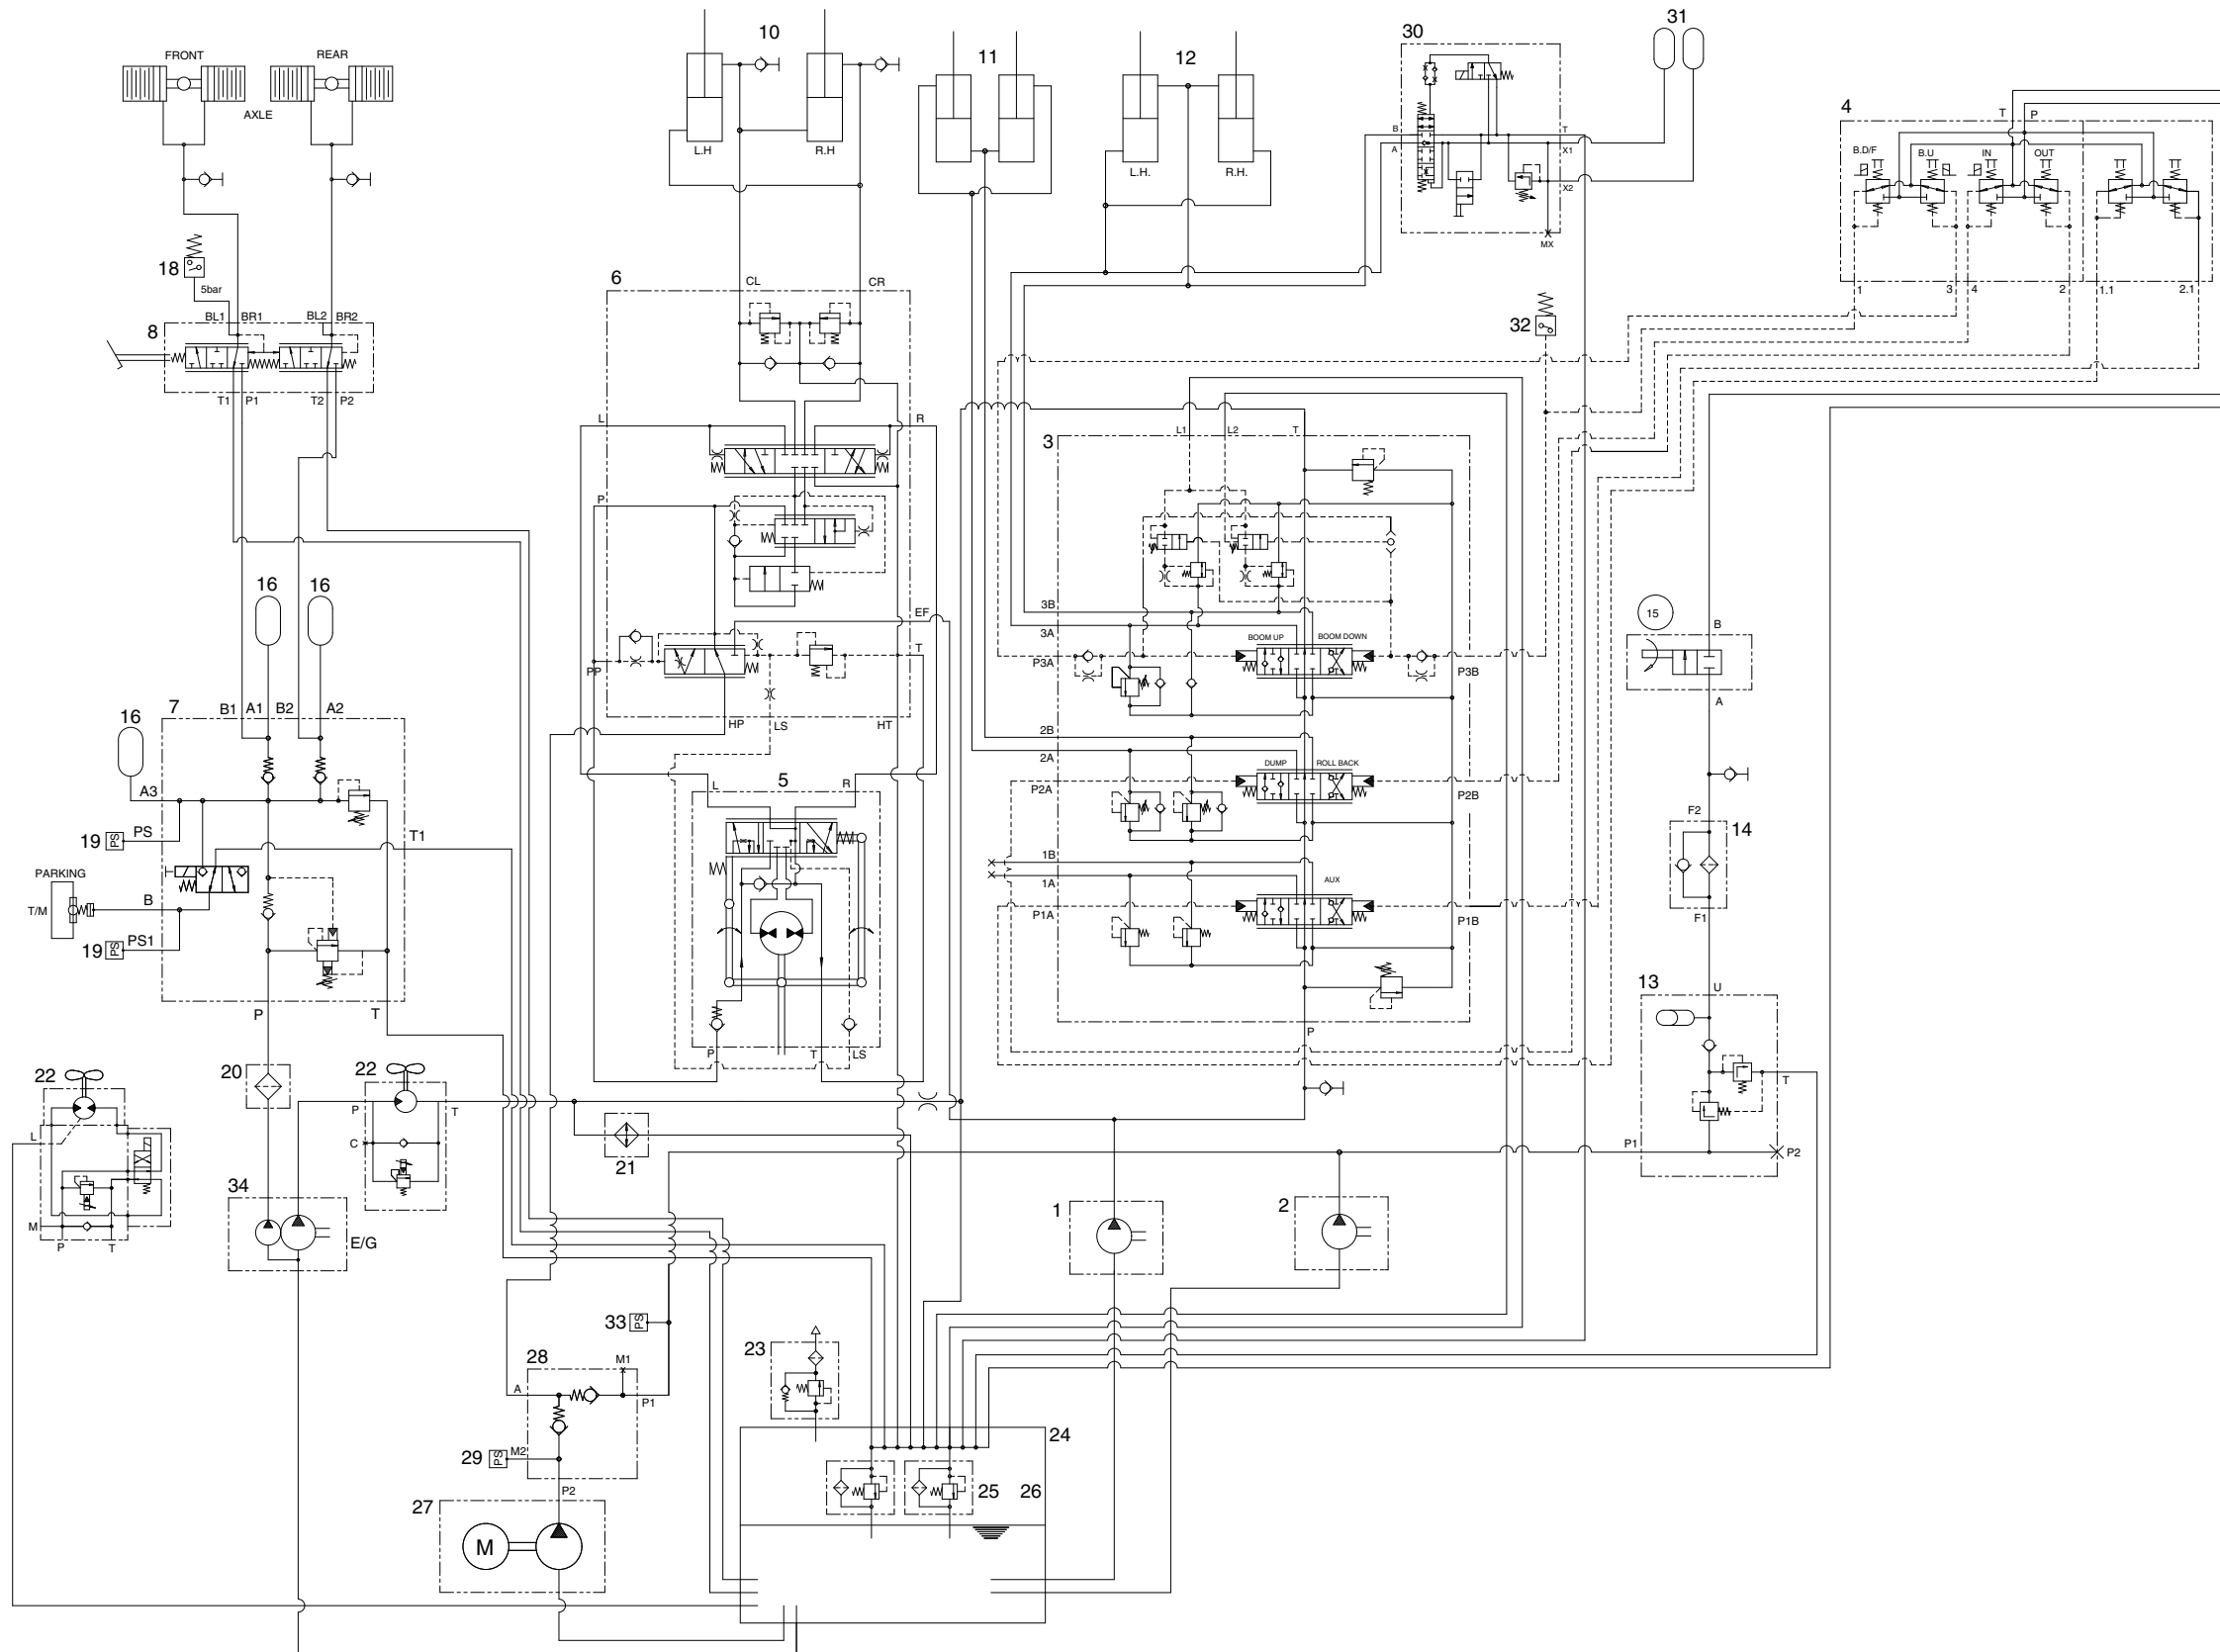 FRONT
REAR
AXLE
10
L.H
R.H
11
12
L.H.
R.H.
30
31
B
A
T
X1
X2
MX
4
T
P
B.D/F
B.U
IN
OUT
1
3
4
2
1.1
2.1
18
5bar
BL1
BR1
BL2
BR2
8
T1
P1
T2
P2
6
CL
CR
L
R
P
EF
T
PP
HP
LS
HT
32
3
L1
L2
T
3B
3A
BOOM UP
BOOM DOWN
P3A
P3B
2B
2A
DUMP
ROLL BACK
P2A
P2B
1B
1A
AUX
P1A
P1B
P
15
B
A
F2
14
F1
13
U
T
P1
P2
16
16
16
7
B1
A1
B2
A2
A3
19
PS
PS
T1
PARKING
T/M
B
19
PS
PS1
P
T
5
L
R
P
T
LS
22
L
M
P
T
20
22
P
T
C
21
34
E/G
1
2
33
PS
28
M1
A
P1
29
PS
M2
P2
27
M
23
24
25
26